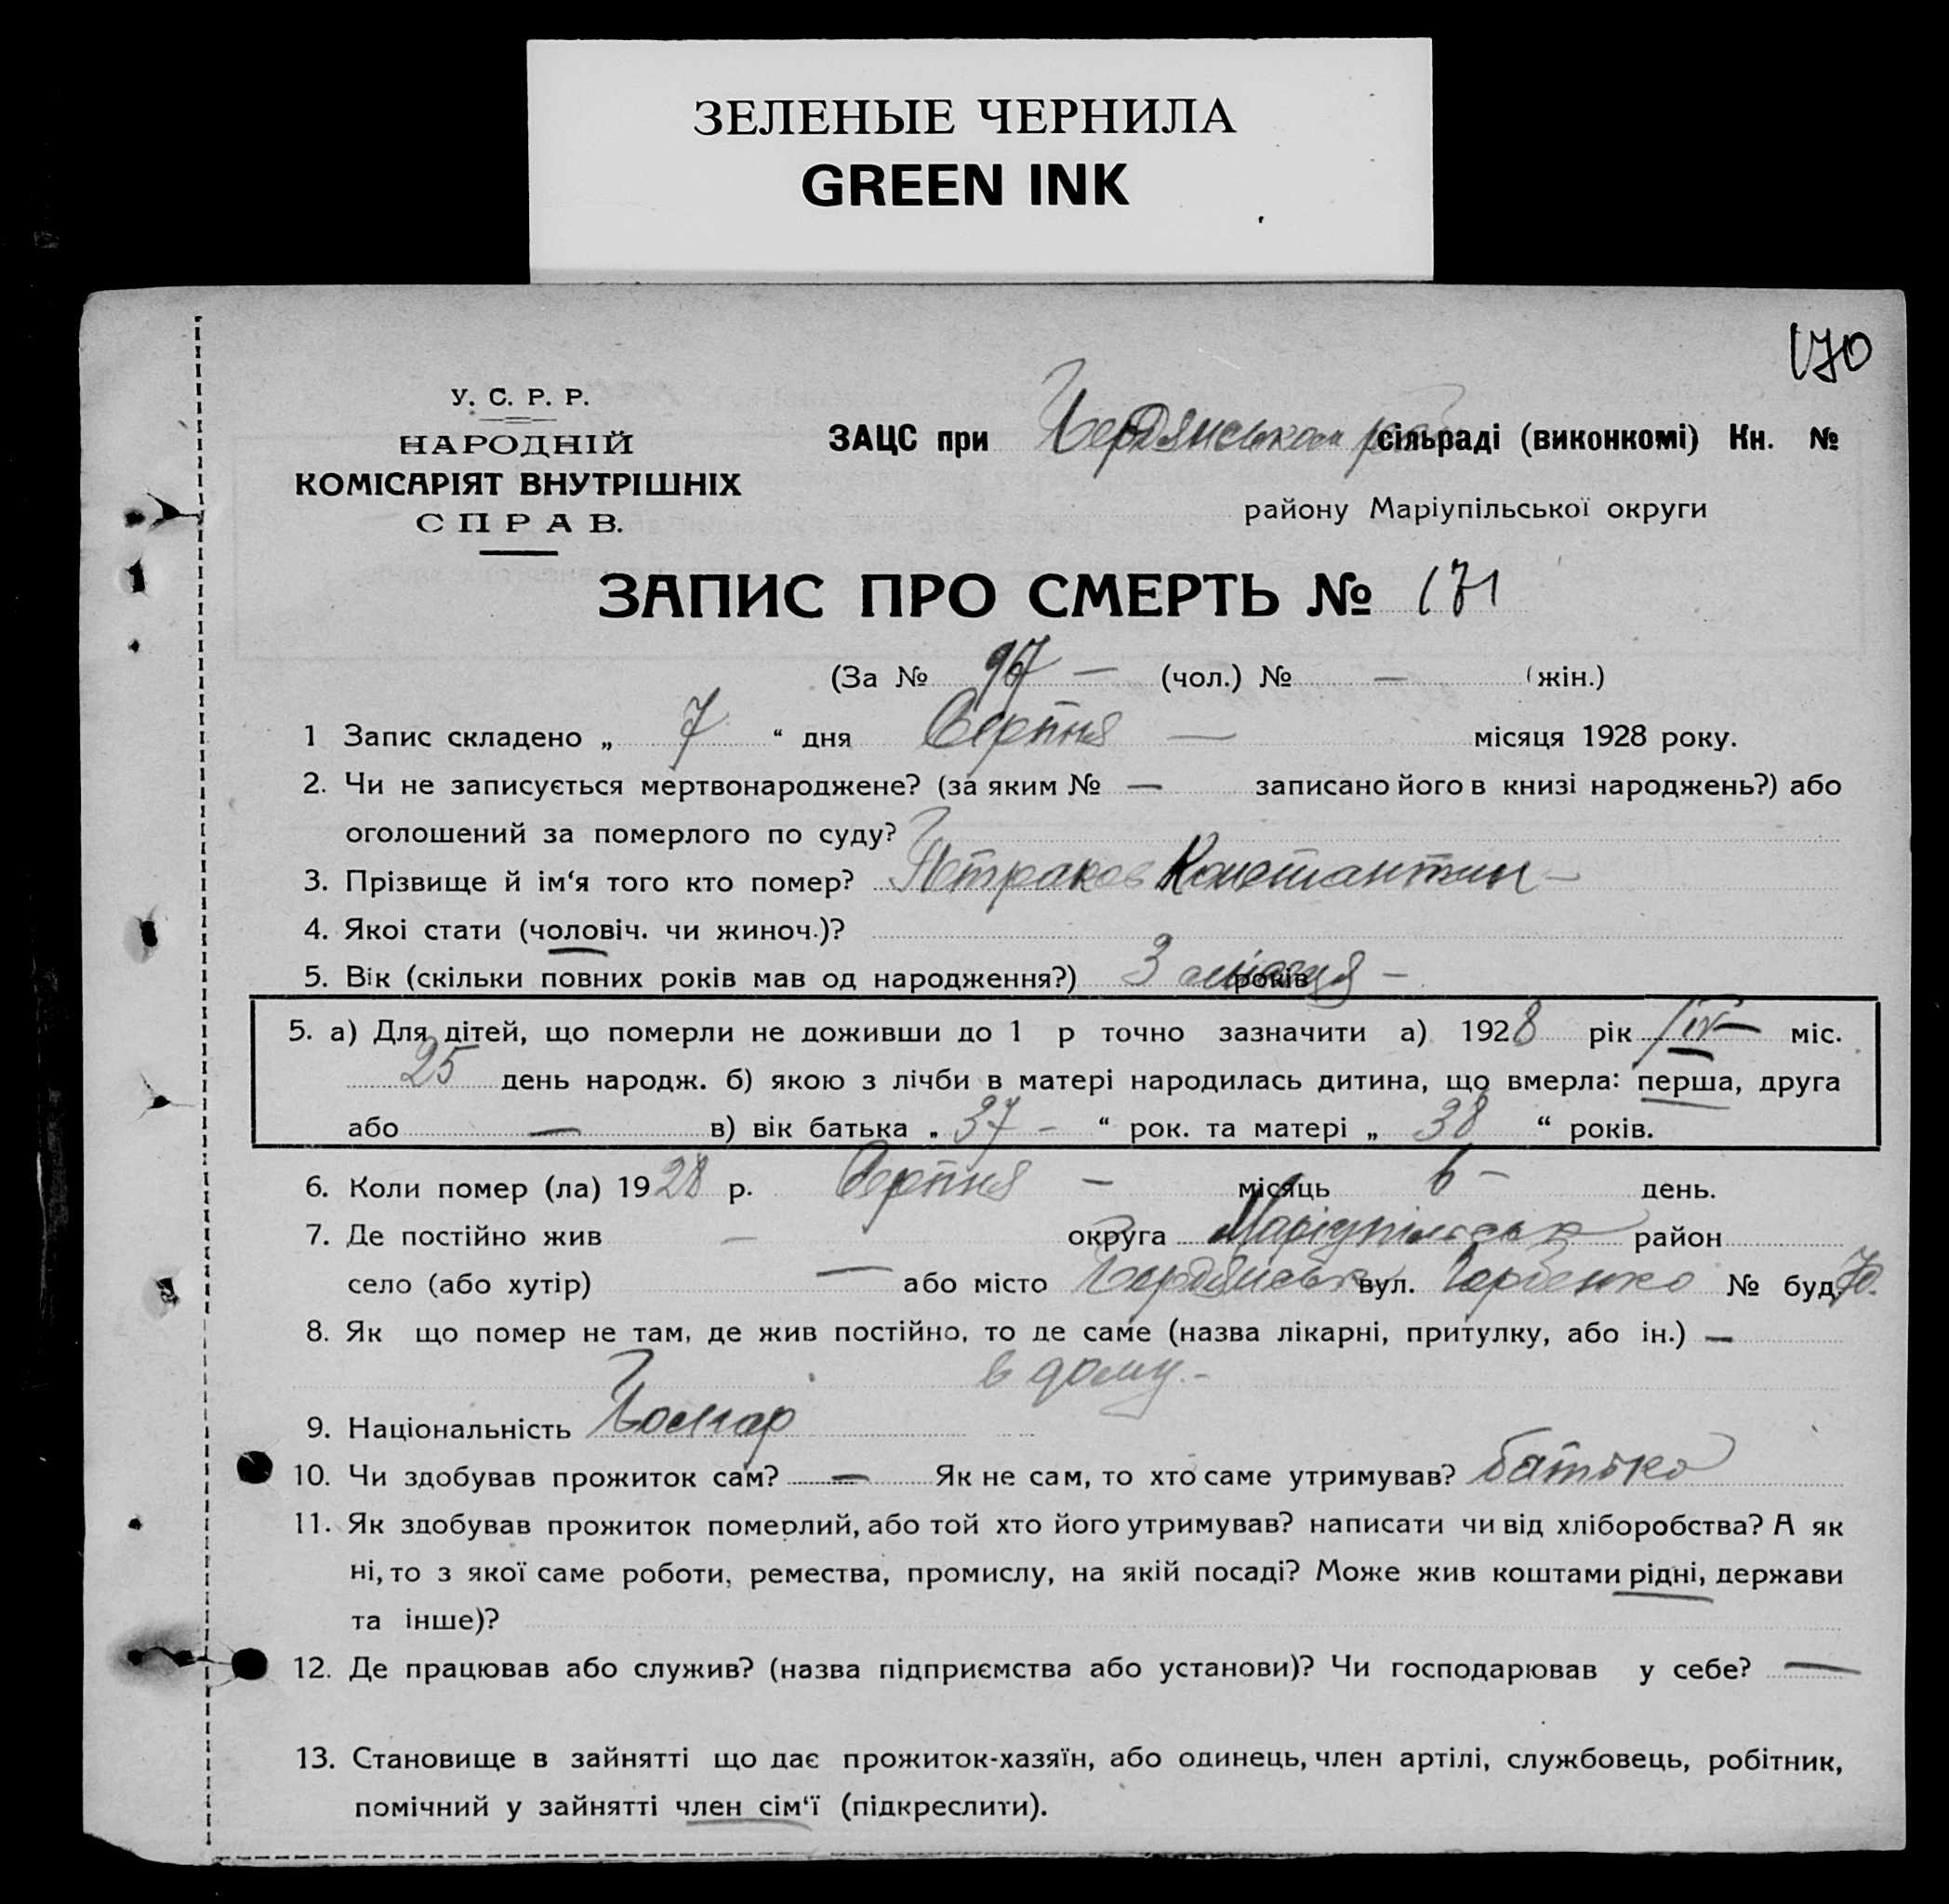 ЗЕЛЕНЫЕ ЧЕРНИЛА
GREEN INK
170
У. С. Р. Р.
НАРОДНІЙ
КОМІСАРІЯТ ВНУТРІШНІХ
СПРАВ.
ЗАЦС при Бердянськом рай сільраді (виконкомі) Кн. №
району Маріупільської округи
ЗАПИС ПРО СМЕРТЬ № 171
(За № 97 — (чол.) № — (жін.)
1 Запис складено „ 7 “ дня Серпня — місяця 1928 року.
2. Чи не записується мертвонароджене? (за яким № — записано його в книзі народжень?) або
оголошений за померлого по суду?
3. Прізвище й ім‘я того кто помер? Петраков Константин —
4. Якоі стати (чоловіч. чи жиноч.)?
5. Вік (скільки повних років мав од народження?) 3 місяця років —
5. а) Для дітей, що померли не доживши до 1 р точно зазначити а) 1928 рік IV — міс.
25 день народж. б) якою з лічби в матері народилась дитина, що вмерла: перша, друга
або — в) вік батька „ 37 - “ рок. та матері „ 38 “ років.
6. Коли помер (ла) 1928 р. Серпня — місяць 6 — день.
7. Де постійно жив — округа Маріупільськ район
село (або хутір) — або місто Бердянськ вул. Горбенко № буд. 70.
8. Як що помер не там, де жив постійно, то де саме (назва лікарні, притулку, або ін.) —
в дому. -
9. Національність Болгар
10. Чи здобував прожиток сам? — Як не сам, то хто саме утримував? батько
11. Як здобував прожиток померлий, або той хто його утримував? написати чи від хліборобства? А як
ні, то з якої саме роботи, ремества, промислу, на якій посаді? Може жив коштами рідні, держави
та інше)?
12. Де працював або служив? (назва підприємства або установи)? Чи господарював у себе? —
13. Становище в зайнятті що дає прожиток-хазяїн, або одинець, член артілі, службовець, робітник,
помічний у зайнятті член сім‘ї (підкреслити).